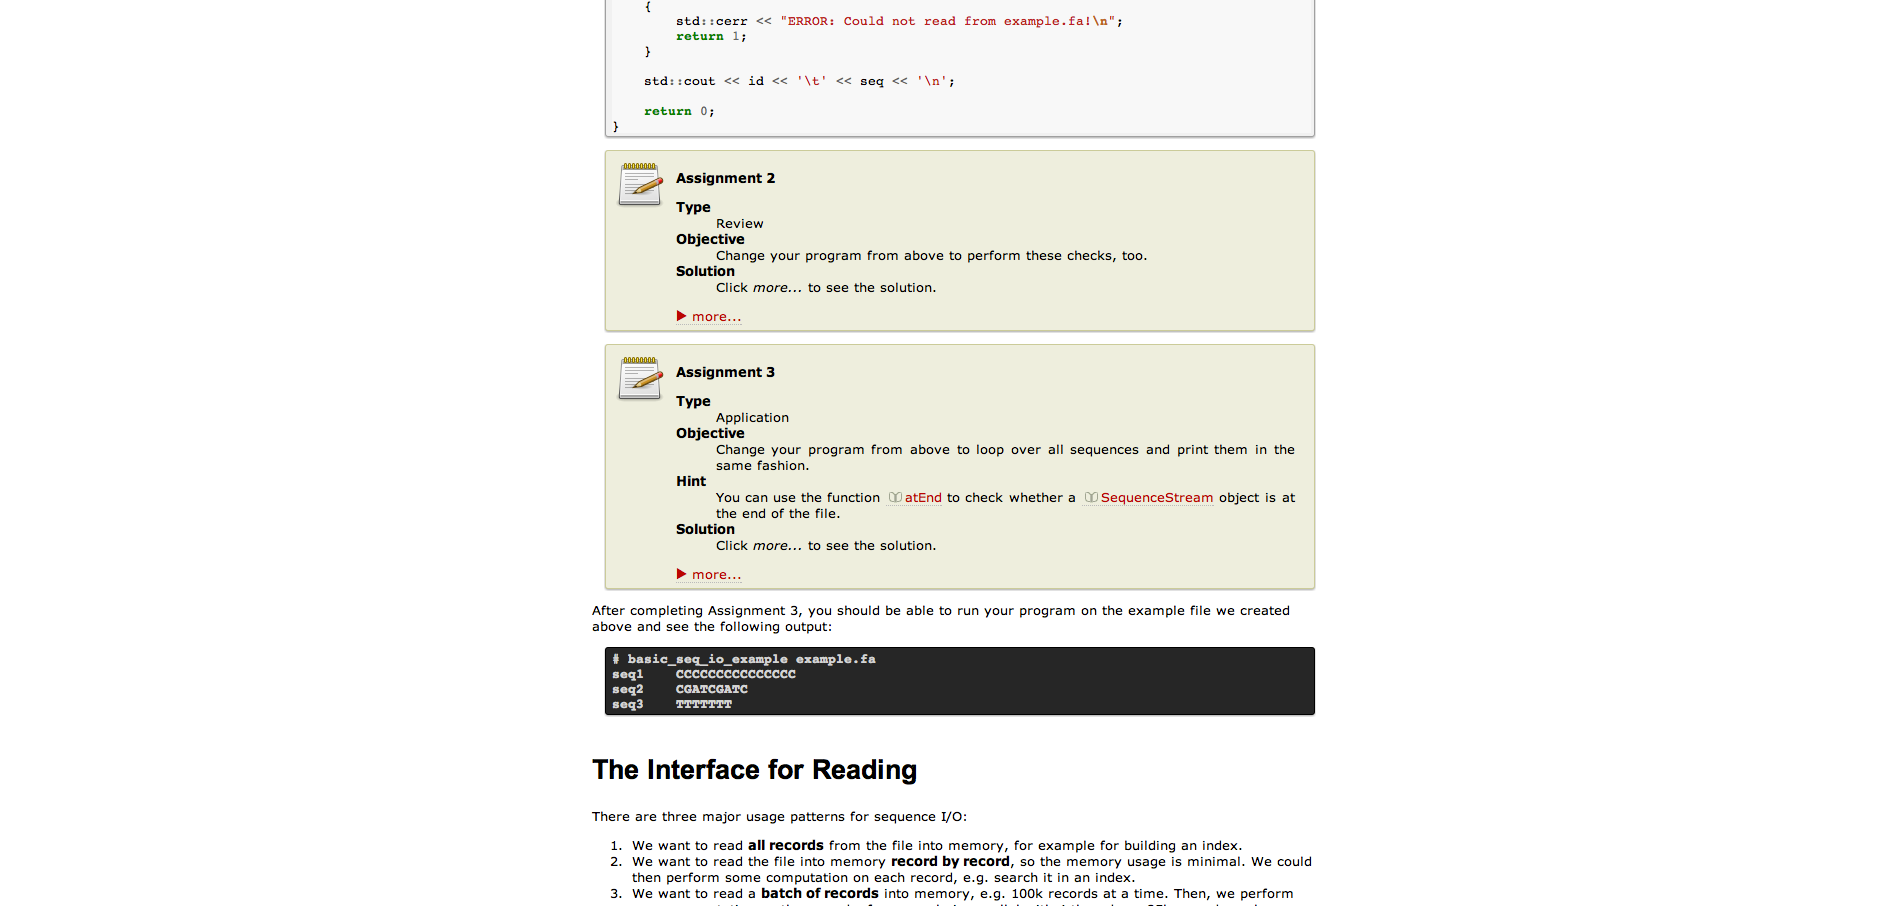 {
std::cerr << "ERROR: Could not read from example.fa!\n";
return 1;
}
std::cout << id << '\t' << seq << '\n';
return 0;
}
Assignment 2
Type
Review
Objective
Change your program from above to perform these checks, too.
Solution
Click more... to see the solution.
more...
Assignment 3
Type
Application
Objective
Change your program from above to loop over all sequences and print them in the
same fashion.
Hint
You can use the function atEnd to check whether a SequenceStream object is at
the end of the file.
Solution
Click more... to see the solution.
more...
After completing Assignment 3, you should be able to run your program on the example file we created
above and see the following output:
# basic_seq_io_example example.fa
seq1 CCCCCCCCCCCCCCC
seq2 CGATCGATC
seq3 TTTTTTT
The Interface for Reading
There are three major usage patterns for sequence I/O:
1. We want to read all records from the file into memory, for example for building an index.
2. We want to read the file into memory record by record, so the memory usage is minimal. We could
then perform some computation on each record, e.g. search it in an index.
3. We want to read a batch of records into memory, e.g. 100k records at a time. Then, we perform